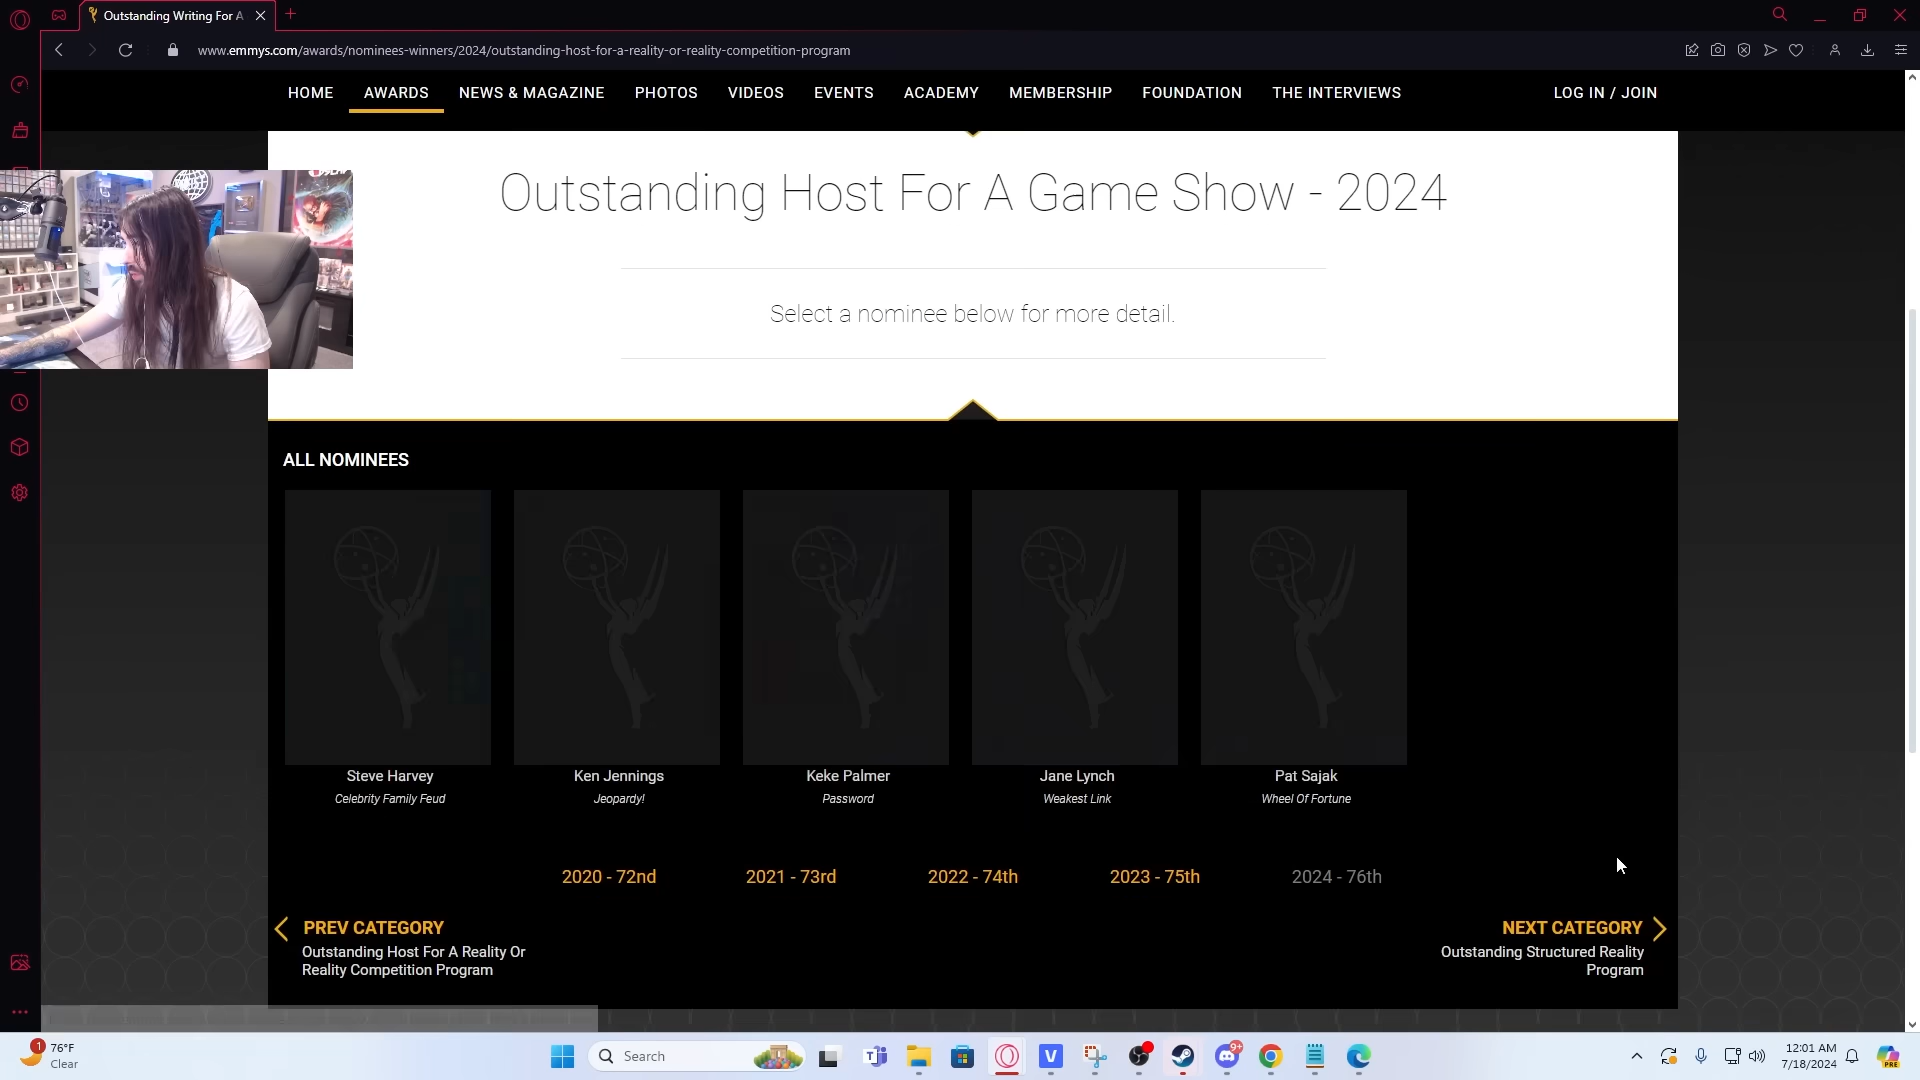 Outstanding Writing For A
www.emmys.com/awards/nominees-winners/2024/outstanding-host-for-a-reality-or-reality-competition-program
HOME AWARDS NEWS & MAGAZINE PHOTOS VIDEOS EVENTS ACADEMY MEMBERSHIP FOUNDATION THE INTERVIEWS LOG IN / JOIN
Outstanding Host For A Game Show - 2024
Select a nominee below for more detail.
ALL NOMINEES
Steve Harvey
Celebrity Family Feud
Ken Jennings
Jeopardy!
Keke Palmer
Password
Jane Lynch
Weakest Link
Pat Sajak
Wheel Of Fortune
2020 - 72nd 2021 - 73rd 2022 - 74th 2023 - 75th 2024 - 76th
PREV CATEGORY
Outstanding Host For A Reality Or
Reality Competition Program
NEXT CATEGORY
Outstanding Structured Reality
Program
1
76°F
Clear
Search
V
9+
12:01 AM
7/18/2024
PRE